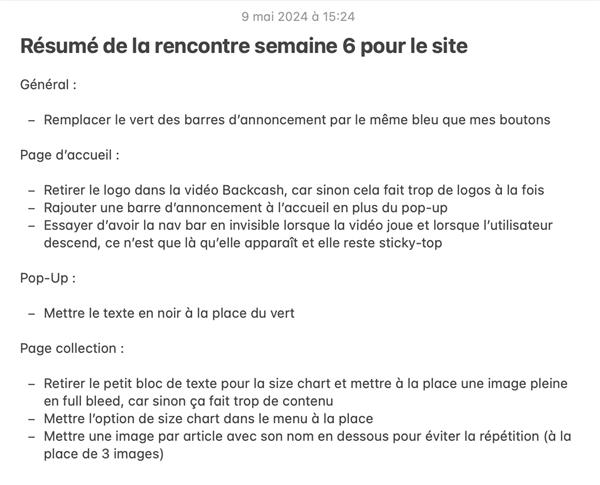 9 mai 2024 à 15:24
Résumé de la rencontre semaine 6 pour le site
Général :
– Remplacer le vert des barres d’annoncement par le même bleu que mes boutons
Page d’accueil :
– Retirer le logo dans la vidéo Backcash, car sinon cela fait trop de logos à la fois
– Rajouter une barre d’annoncement à l’accueil en plus du pop-up
– Essayer d’avoir la nav bar en invisible lorsque la vidéo joue et lorsque l’utilisateur
descend, ce n’est que là qu’elle apparaît et elle reste sticky-top
Pop-Up :
– Mettre le texte en noir à la place du vert
Page collection :
– Retirer le petit bloc de texte pour la size chart et mettre à la place une image pleine
en full bleed, car sinon ça fait trop de contenu
– Mettre l’option de size chart dans le menu à la place
– Mettre une image par article avec son nom en dessous pour éviter la répétition (à la
place de 3 images)